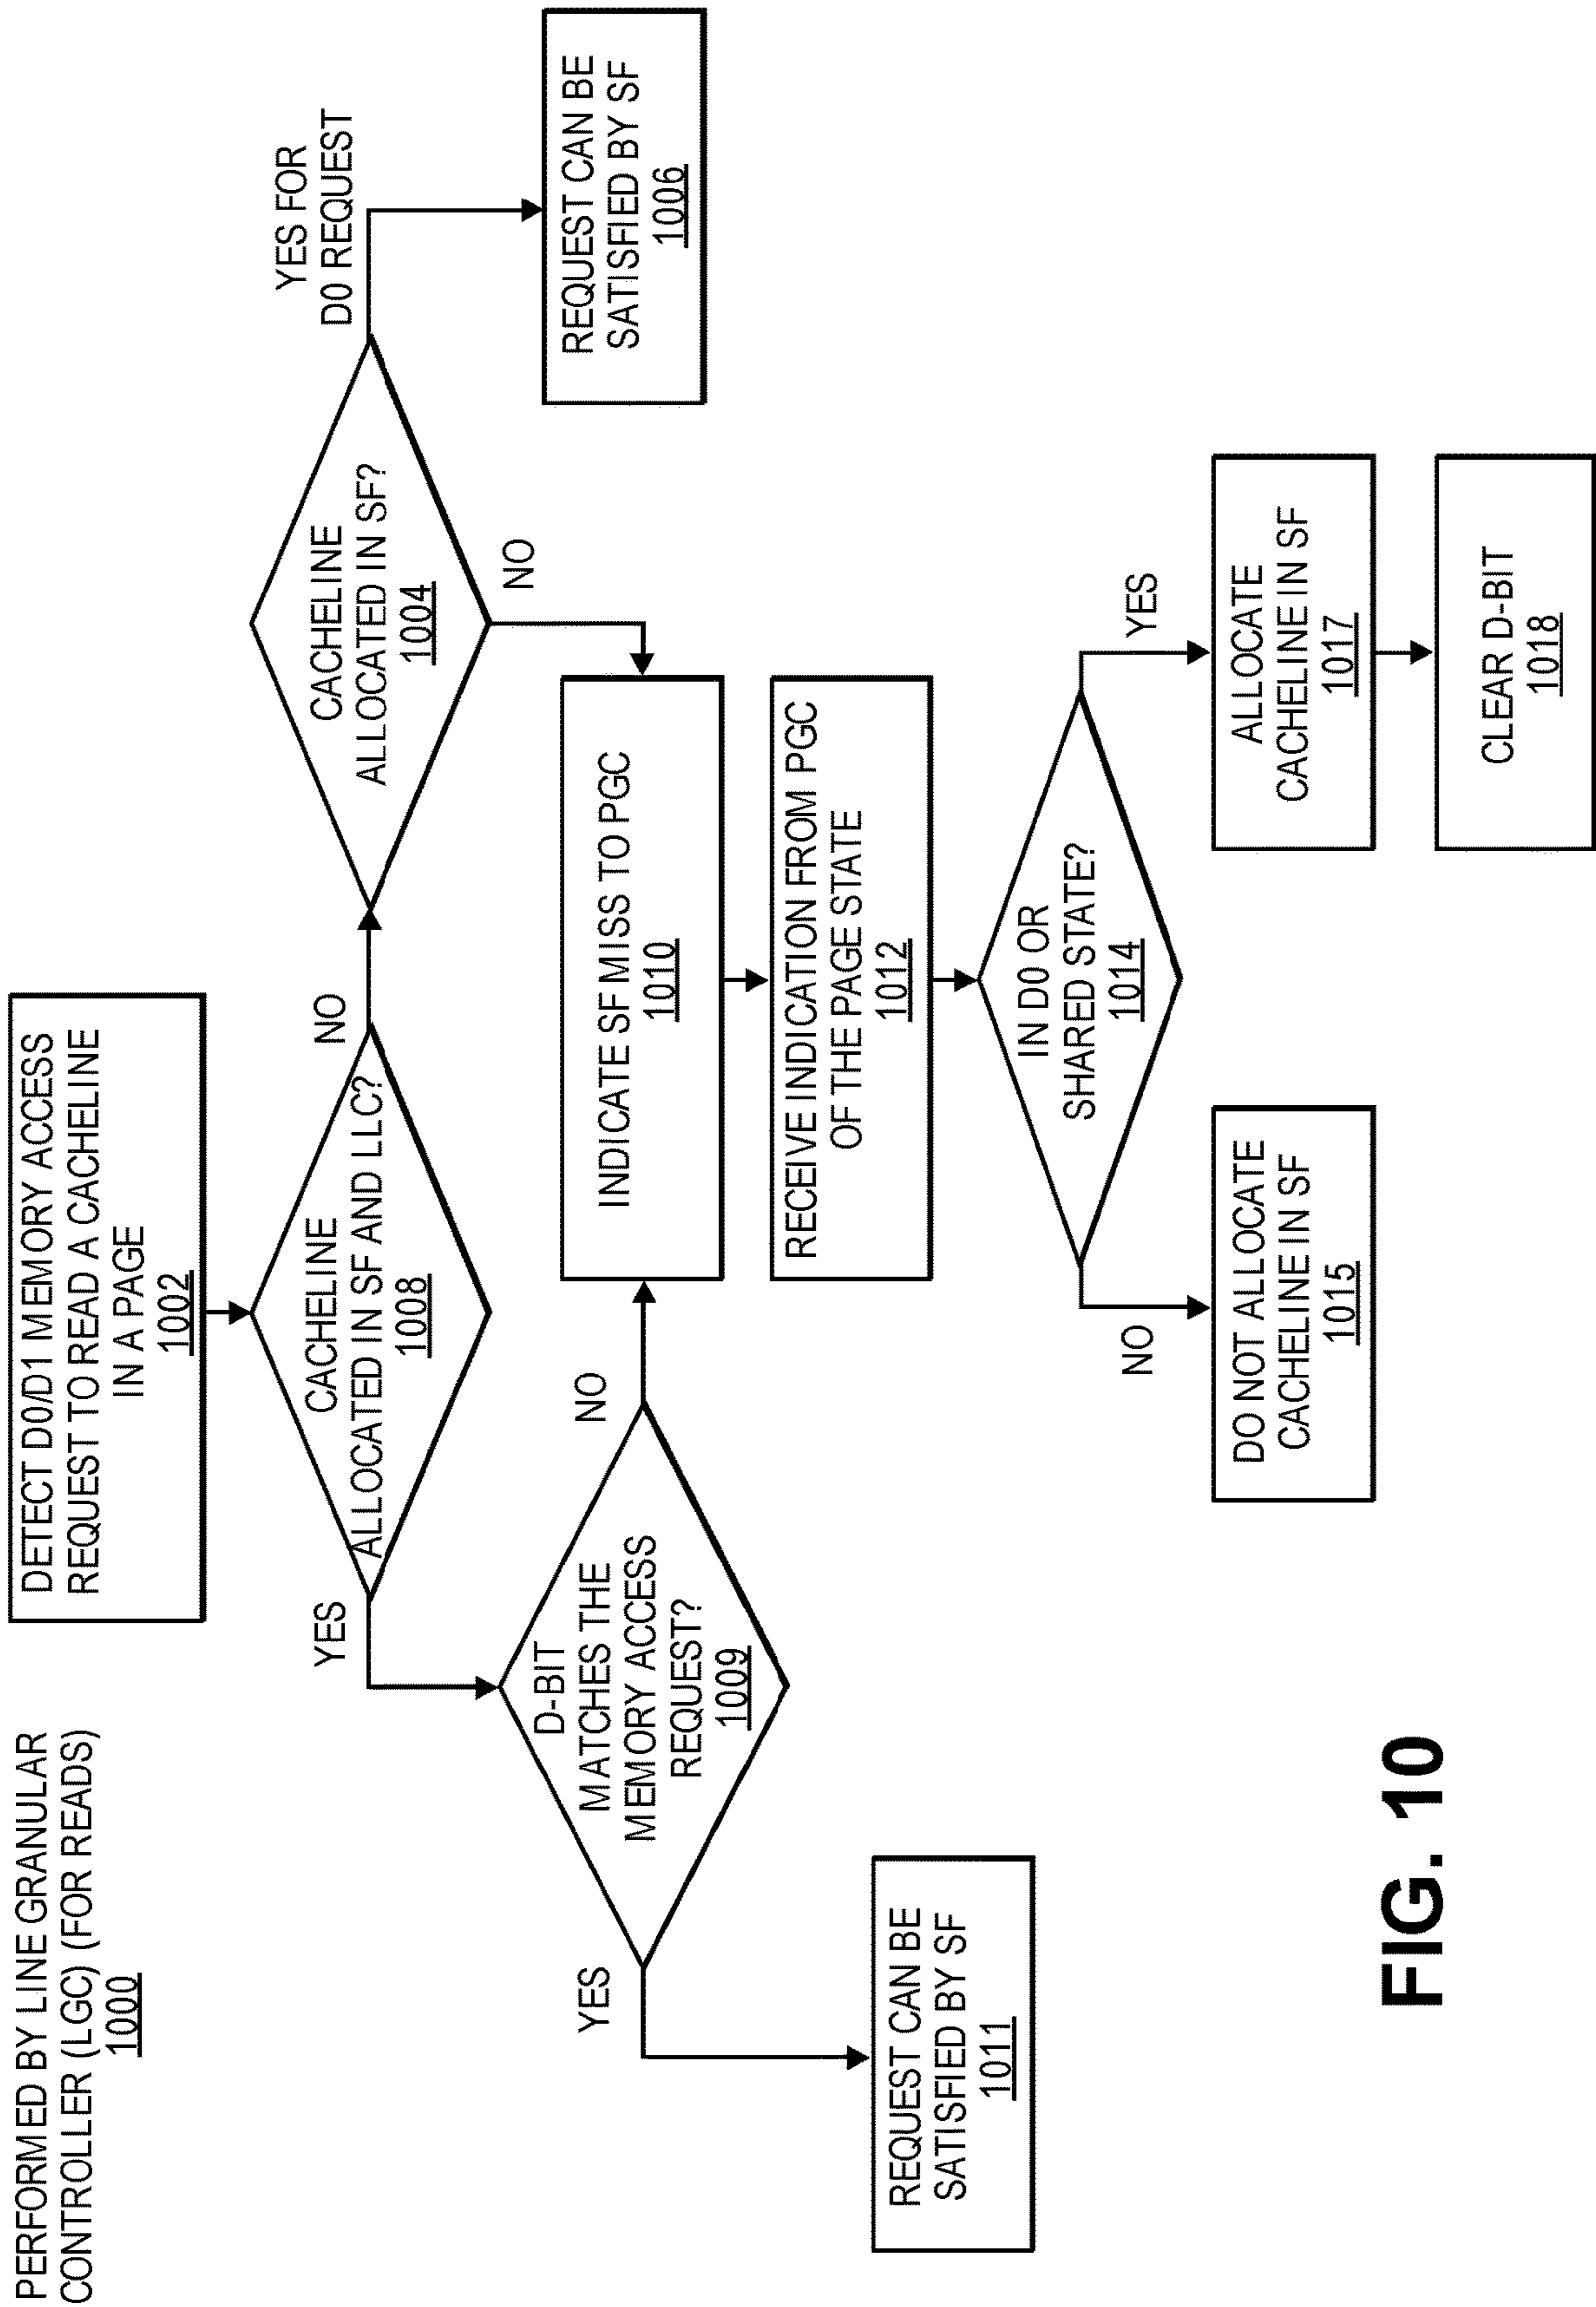 PERFORMED BY LINE GRANULAR
CONTROLLER (LGC) (FOR READS)
1000
DETECT D0/D1 MEMORY ACCESS
REQUEST TO READ A CACHELINE
IN A PAGE
1002
YES
CACHELINE
ALLOCATED IN SF AND LLC?
1008
NO
CACHELINE
ALLOCATED IN SF?
1004
YES FOR
D0 REQUEST
NO
REQUEST CAN BE
SATISFIED BY SF
1006
D-BIT
MATCHES THE
MEMORY ACCESS
REQUEST?
1009
YES
NO
REQUEST CAN BE
SATISFIED BY SF
1011
INDICATE SF MISS TO PGC
1010
RECEIVE INDICATION FROM PGC
OF THE PAGE STATE
1012
IN D0 OR
SHARED STATE?
1014
NO
YES
DO NOT ALLOCATE
CACHELINE IN SF
1015
ALLOCATE
CACHELINE IN SF
1017
CLEAR D-BIT
1018
FIG. 10